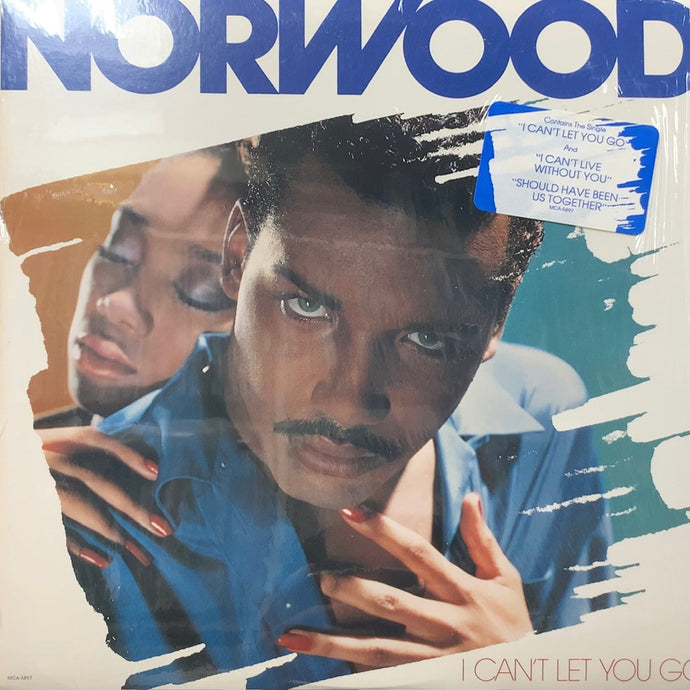 NORWOOD
Contains The Single
"I CAN'T LET YOU GO"
And
"I CAN'T LIVE
WITHOUT YOU"
"SHOULD HAVE BEEN
US TOGETHER"
MCA-5897
I CAN'T LET YOU GO
MCA-5897